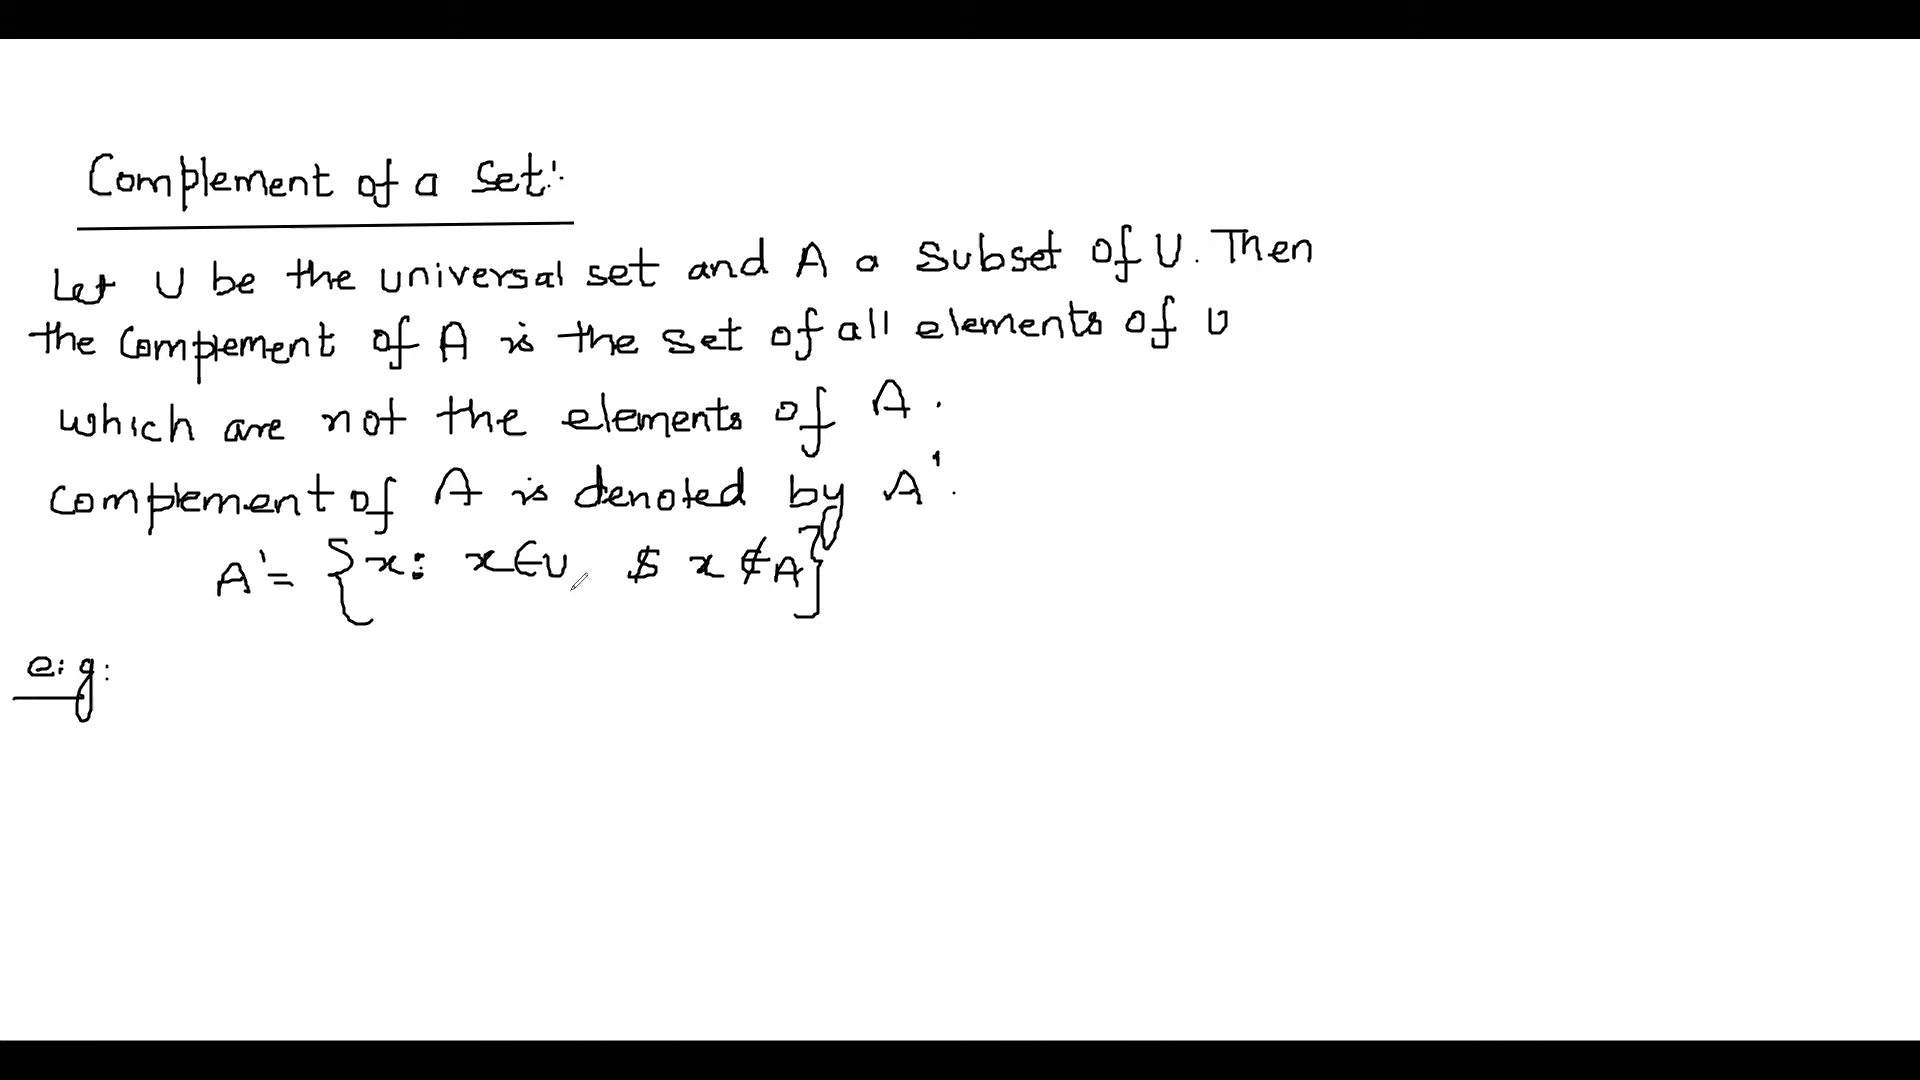 Complement of a set:
Let U be the universal set and A a subset of U. Then
the complement of A is the set of all elements of U
which are not the elements of A.
complement of A is denoted by A'.
A' = {x : x ∈ U, & x ∉ A}
e.g: